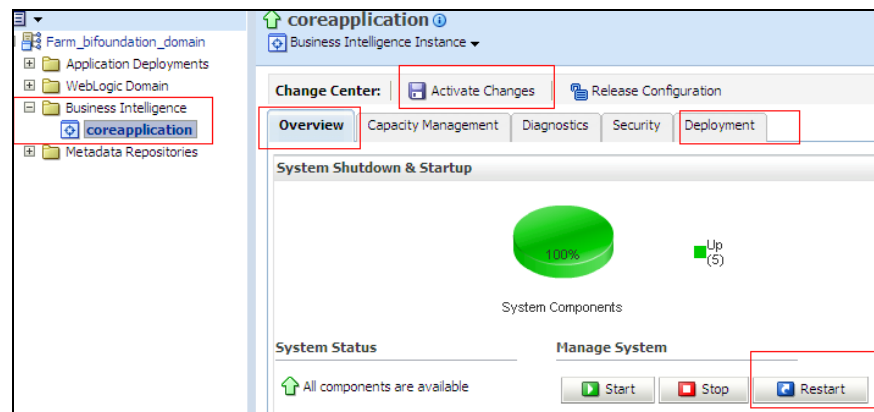 Farm_bifoundation_domain
Application Deployments
WebLogic Domain
Business Intelligence
coreapplication
Metadata Repositories
coreapplication
Business Intelligence Instance
Change Center: Activate Changes Release Configuration
Overview Capacity Management Diagnostics Security Deployment
System Shutdown & Startup
100%
Up
(5)
System Components
System Status Manage System
All components are available Start Stop Restart